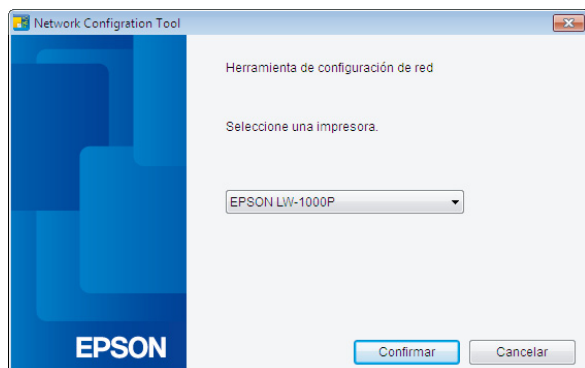 Network Configration Tool
Herramienta de configuración de red
Seleccione una impresora.
EPSON LW-1000P
EPSON
Confirmar
Cancelar